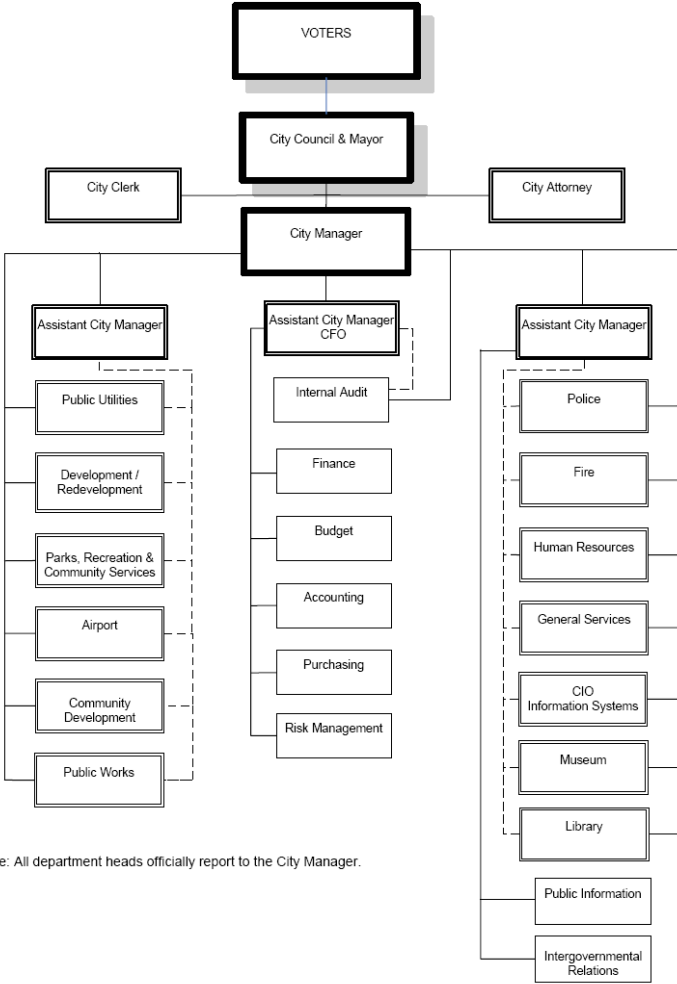 VOTERS
City Council & Mayor
City Clerk
City Attorney
City Manager
Assistant City Manager
Assistant City Manager
CFO
Assistant City Manager
Public Utilities
Development /
Redevelopment
Parks, Recreation &
Community Services
Airport
Community
Development
Public Works
Internal Audit
Finance
Budget
Accounting
Purchasing
Risk Management
Police
Fire
Human Resources
General Services
CIO
Information Systems
Museum
Library
Public Information
Intergovernmental
Relations
e: All department heads officially report to the City Manager.